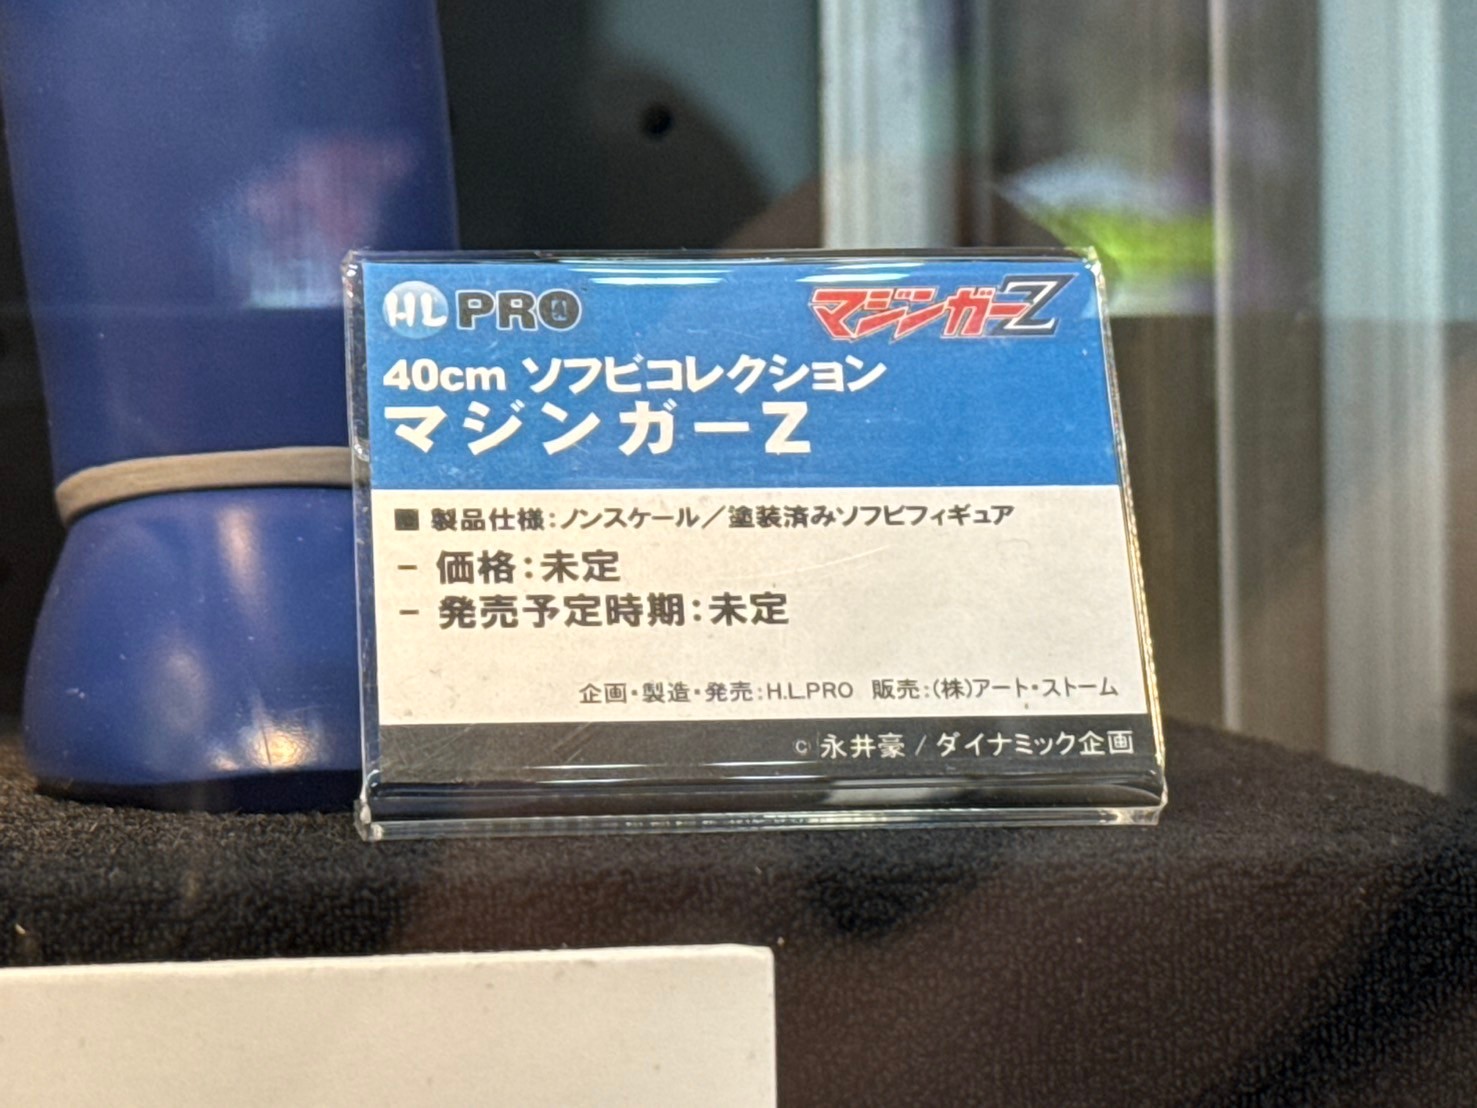 HL PRO マジンガーZ
40cm ソフビコレクション
マジンガーZ
■ 製品仕様:ノンスケール/塗装済みソフビフィギュア
- 価格:未定
- 発売予定時期:未定
企画・製造・発売:H.L.PRO 販売:(株)アート・ストーム
© 永井豪 / ダイナミック企画